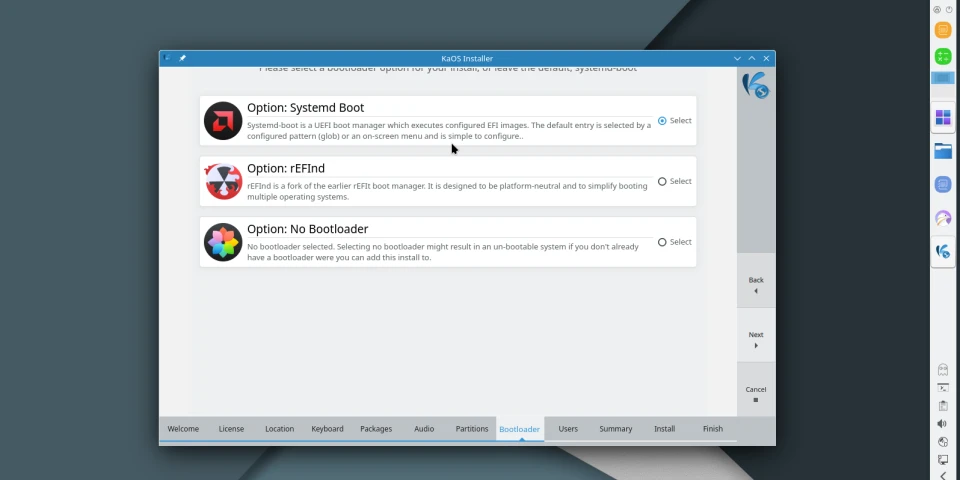 KaOS Installer
Please select a bootloader option for your install, or leave the default, systemd-boot
Option: Systemd Boot
Systemd-boot is a UEFI boot manager which executes configured EFI images. The default entry is selected by a
configured pattern (glob) or an on-screen menu and is simple to configure..
Select
Option: rEFInd
rEFInd is a fork of the earlier rEFIt boot manager. It is designed to be platform-neutral and to simplify booting
multiple operating systems.
Select
Option: No Bootloader
No bootloader selected. Selecting no bootloader might result in an un-bootable system if you don't already
have a bootloader were you can add this install to.
Select
Back
Next
Cancel
Welcome License Location Keyboard Packages Audio Partitions Bootloader Users Summary Install Finish